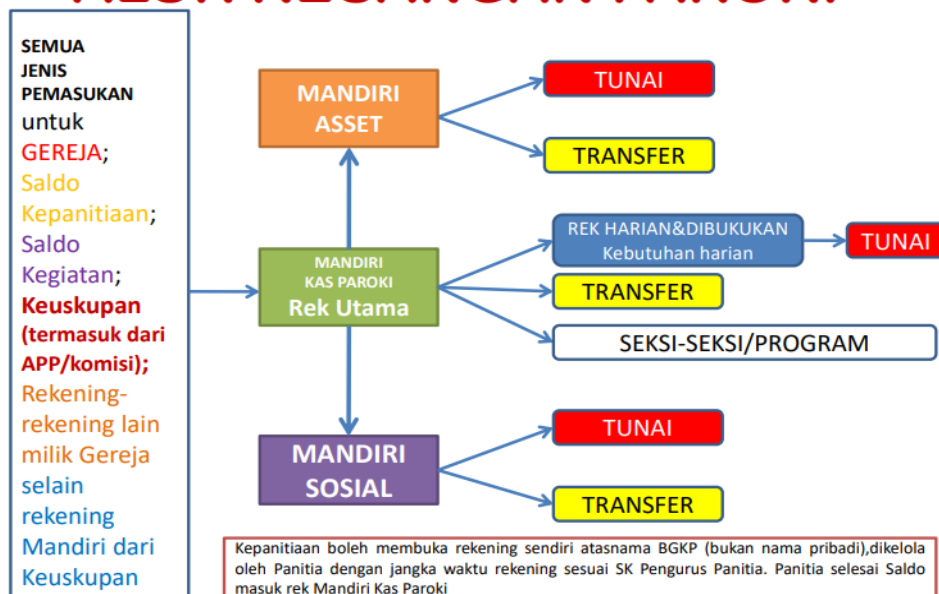 SEMUA
JENIS
PEMASUKAN
untuk
GEREJA;
Saldo
Kepanitiaan;
Saldo
Kegiatan;
Keuskupan
(termasuk dari
APP/komisi);
Rekening-
rekening lain
milik Gereja
selain
rekening
Mandiri dari
Keuskupan
MANDIRI
ASSET
TUNAI
TRANSFER
MANDIRI
KAS PAROKI
Rek Utama
REK HARIAN&DIBUKUKAN
Kebutuhan harian
TUNAI
TRANSFER
SEKSI-SEKSI/PROGRAM
MANDIRI
SOSIAL
TUNAI
TRANSFER
Kepanitiaan boleh membuka rekening sendiri atasnama BGKP (bukan nama pribadi),dikelola
oleh Panitia dengan jangka waktu rekening sesuai SK Pengurus Panitia. Panitia selesai Saldo
masuk rek Mandiri Kas Paroki